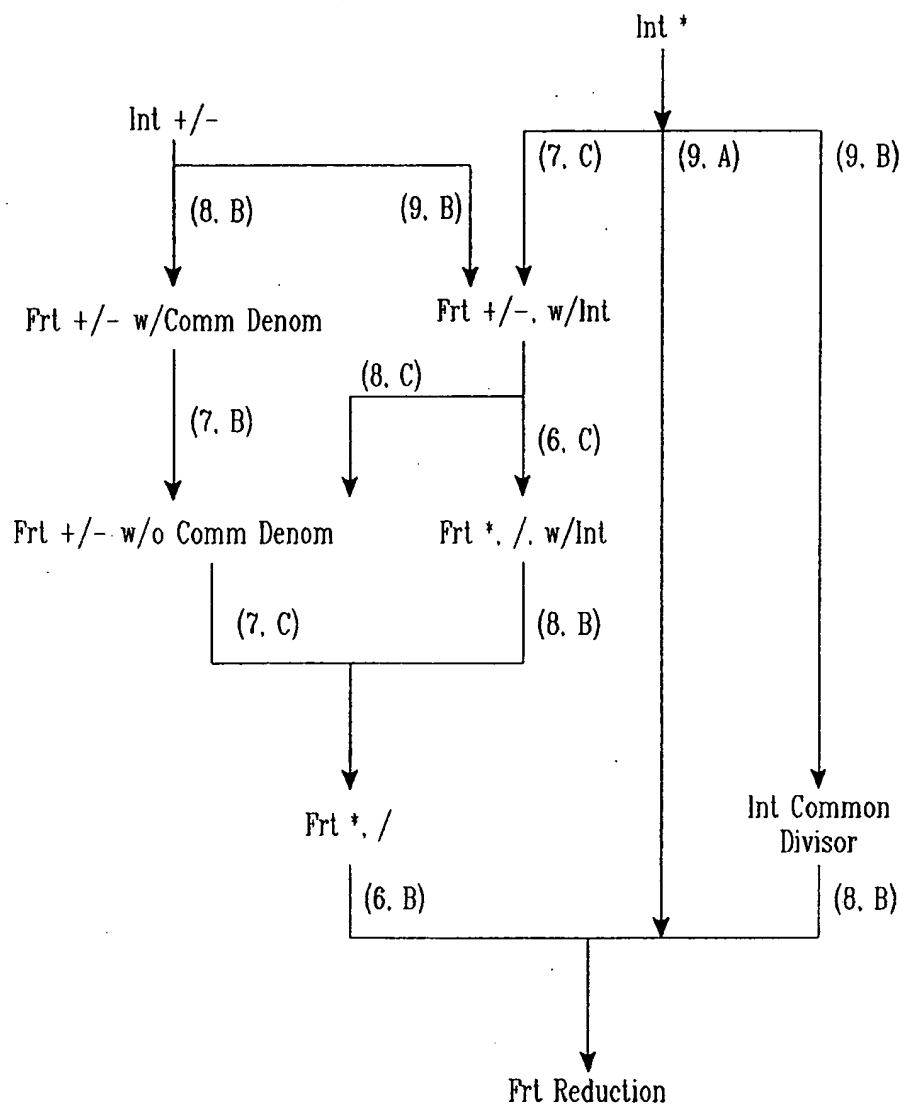 Int *
Int +/-
(7, C)
(9, A)
(9, B)
(8, B)
(9, B)
Frt +/- w/Comm Denom
Frt +/-, w/Int
(8, C)
(7, B)
(6, C)
Frt +/- w/o Comm Denom
Frt *, /, w/Int
(7, C)
(8, B)
Frt *, /
Int Common
Divisor
(6, B)
(8, B)
Frt Reduction